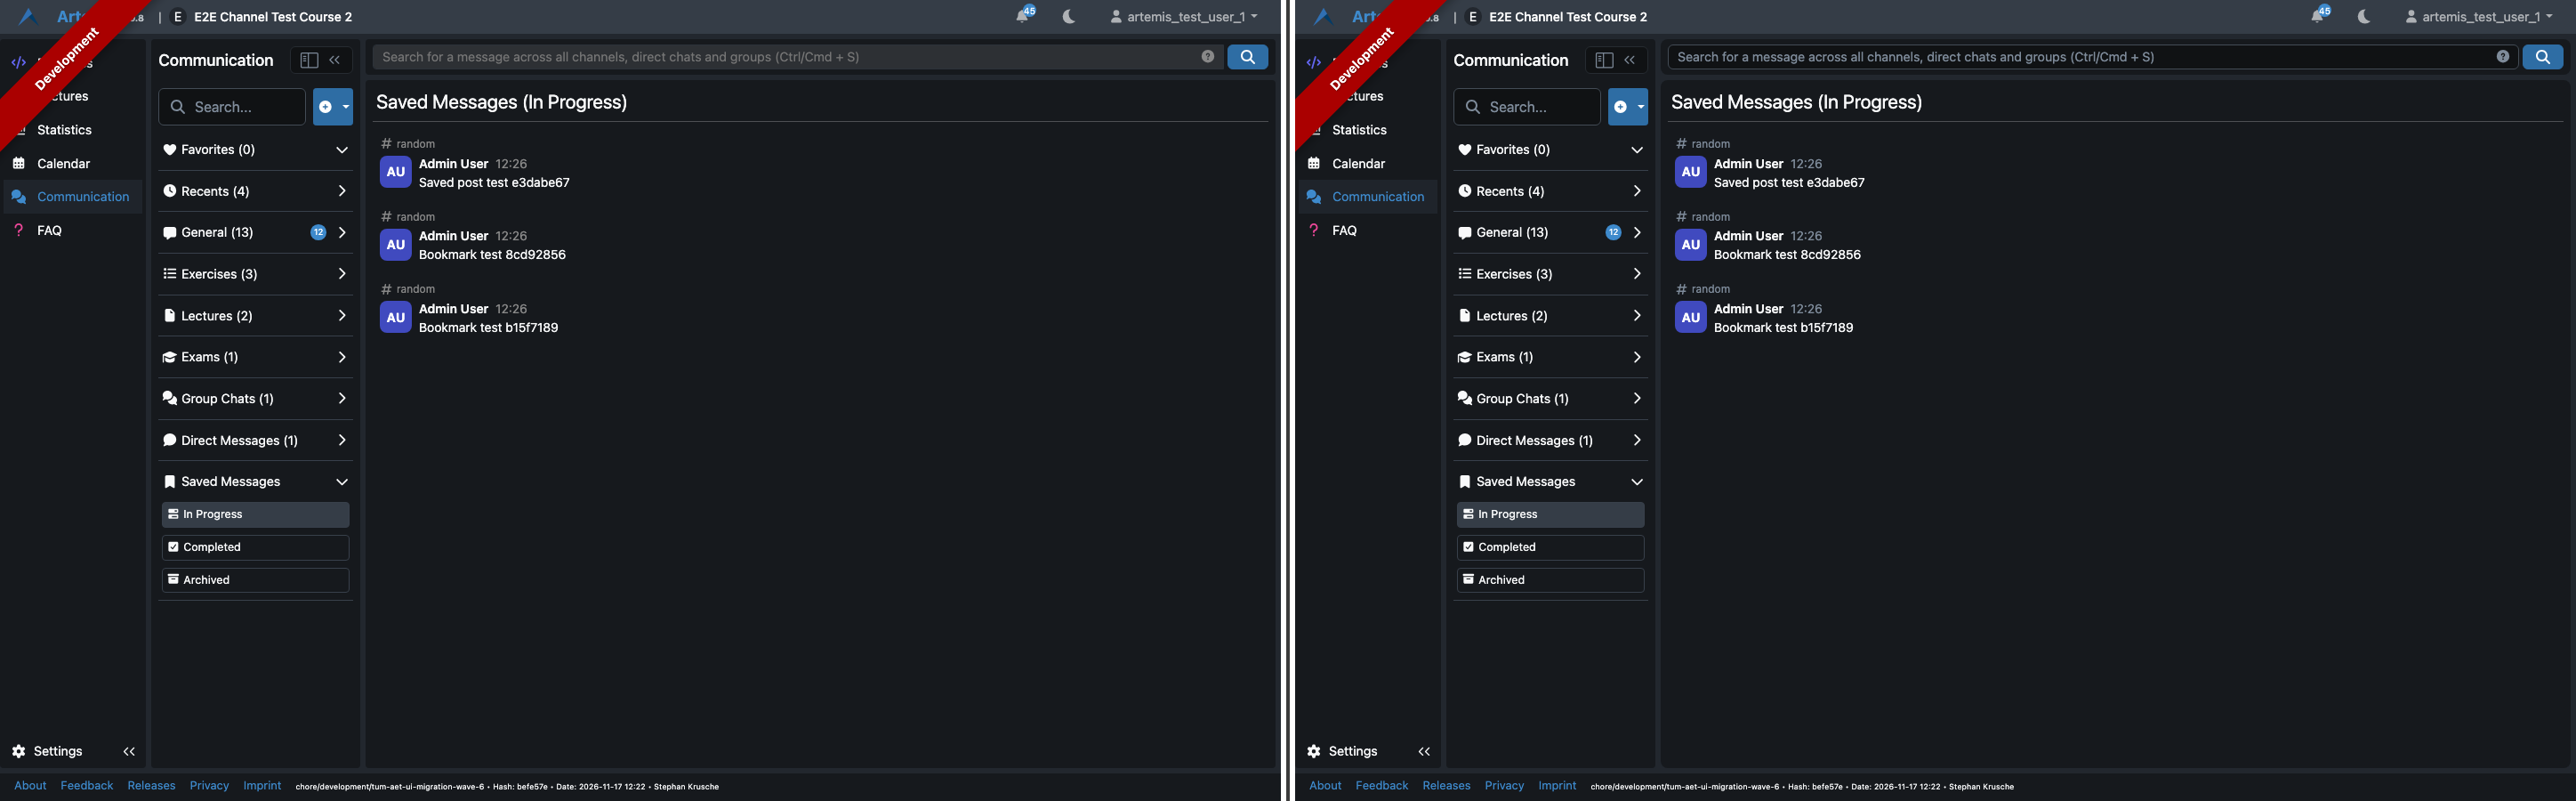 Development
E E2E Channel Test Course 2
45
artemis_test_user_1
Statistics
Calendar
Communication
FAQ
Settings
Communication
Search...
Favorites (0)
Recents (4)
General (13) 12
Exercises (3)
Lectures (2)
Exams (1)
Group Chats (1)
Direct Messages (1)
Saved Messages
In Progress
Completed
Archived
Search for a message across all channels, direct chats and groups (Ctrl/Cmd + S)
Saved Messages (In Progress)
# random
AU Admin User 12:26
Saved post test e3dabe67
# random
AU Admin User 12:26
Bookmark test 8cd92856
# random
AU Admin User 12:26
Bookmark test b15f7189
About Feedback Releases Privacy Imprint chore/development/tum-aet-ui-migration-wave-6 • Hash: befe57e • Date: 2026-11-17 12:22 • Stephan Krusche
Development
E E2E Channel Test Course 2
45
artemis_test_user_1
Statistics
Calendar
Communication
FAQ
Settings
Communication
Search...
Favorites (0)
Recents (4)
General (13) 12
Exercises (3)
Lectures (2)
Exams (1)
Group Chats (1)
Direct Messages (1)
Saved Messages
In Progress
Completed
Archived
Search for a message across all channels, direct chats and groups (Ctrl/Cmd + S)
Saved Messages (In Progress)
# random
AU Admin User 12:26
Saved post test e3dabe67
# random
AU Admin User 12:26
Bookmark test 8cd92856
# random
AU Admin User 12:26
Bookmark test b15f7189
About Feedback Releases Privacy Imprint chore/development/tum-aet-ui-migration-wave-6 • Hash: befe57e • Date: 2026-11-17 12:22 • Stephan Krusche